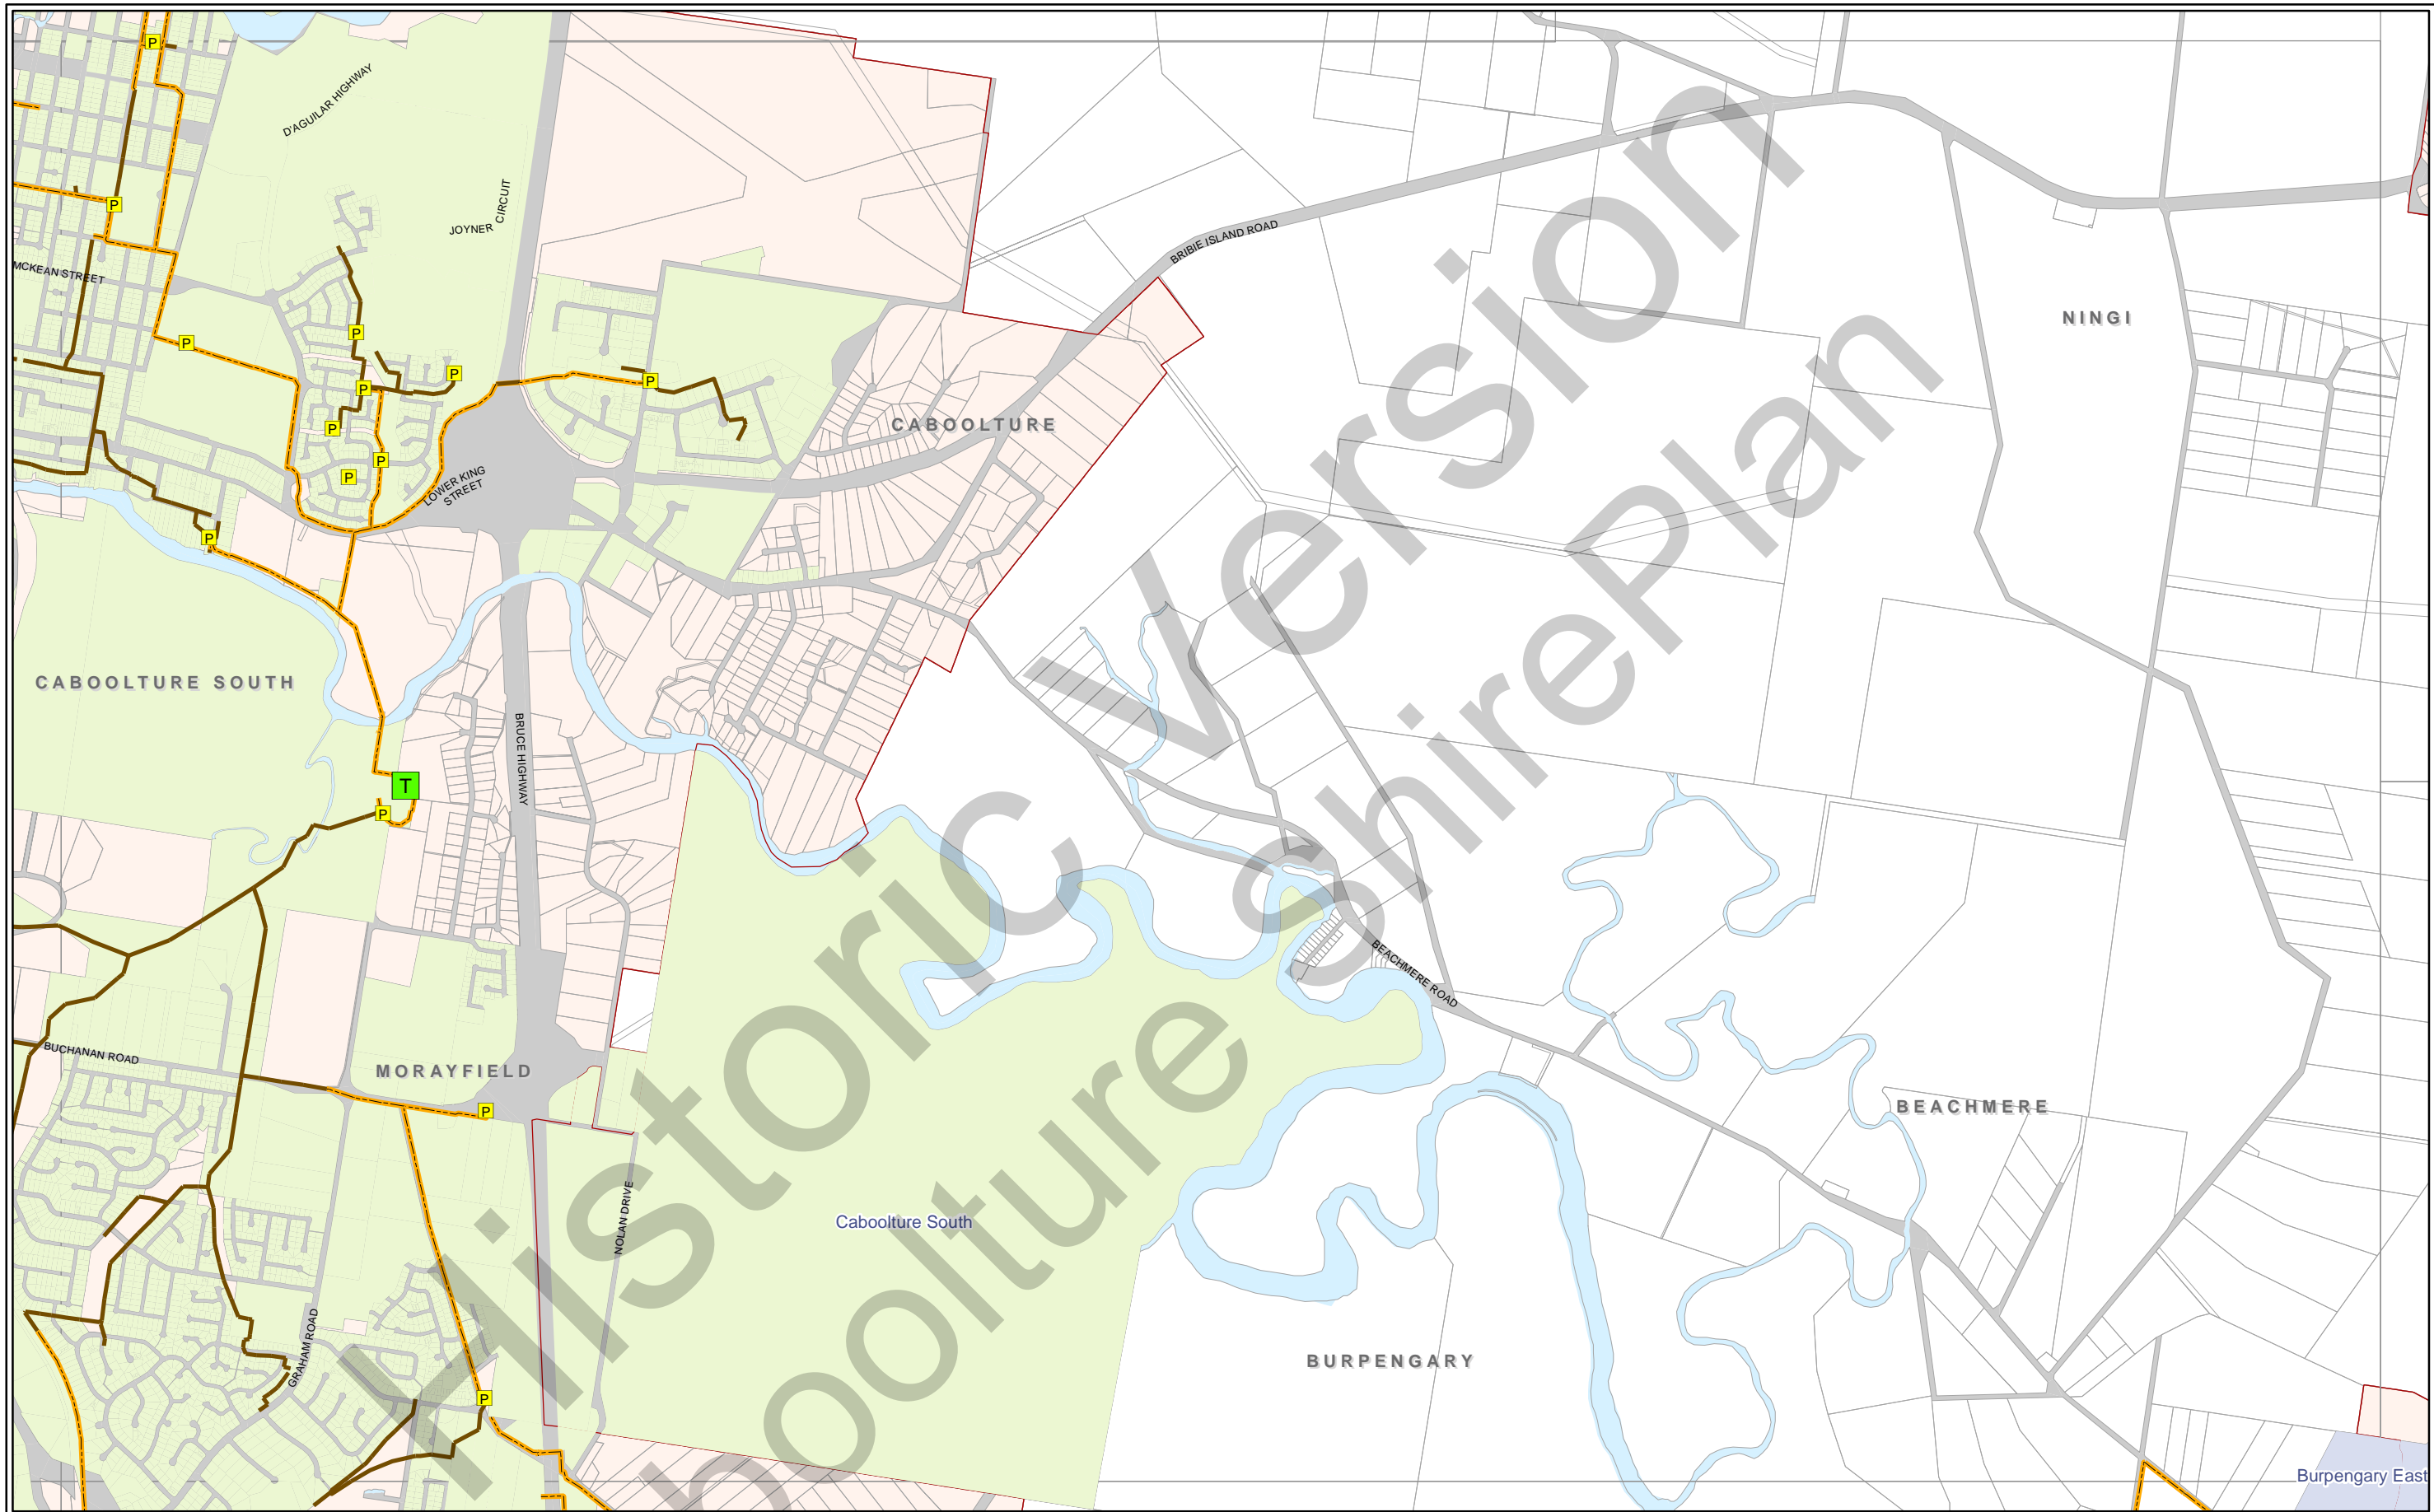 P
D'AGUILAR HIGHWAY
P
JOYNER CIRCUIT
BRIBIE ISLAND ROAD
MCKEAN STREET
NINGI
P
P
P
P
P
CABOOLTURE
P
P
P
LOWER KING
STREET
P
CABOOLTURE SOUTH
BRUCE HIGHWAY
T
P
BEACHMERE ROAD
BUCHANAN ROAD
MORAYFIELD
P
BEACHMERE
NOLAN DRIVE
Caboolture South
GRAHAM ROAD
BURPENGARY
P
Burpengary East
Historic Version
boolture ShirePlan